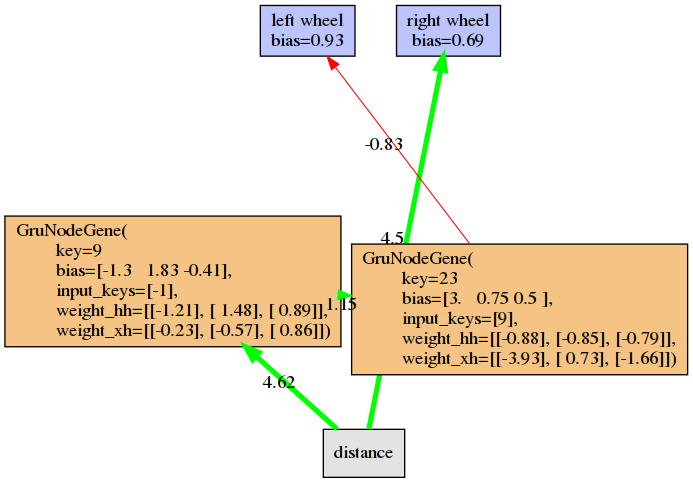 left wheel
bias=0.93
right wheel
bias=0.69
-0.83
4.5
GruNodeGene(
key=9
bias=[-1.3   1.83 -0.41],
input_keys=[-1],
weight_hh=[[-1.21], [ 1.48], [ 0.89]],
weight_xh=[[-0.23], [-0.57], [ 0.86]])
1.15
GruNodeGene(
key=23
bias=[3.   0.75 0.5 ],
input_keys=[9],
weight_hh=[[-0.88], [-0.85], [-0.79]],
weight_xh=[[-3.93], [ 0.73], [-1.66]])
4.62
distance